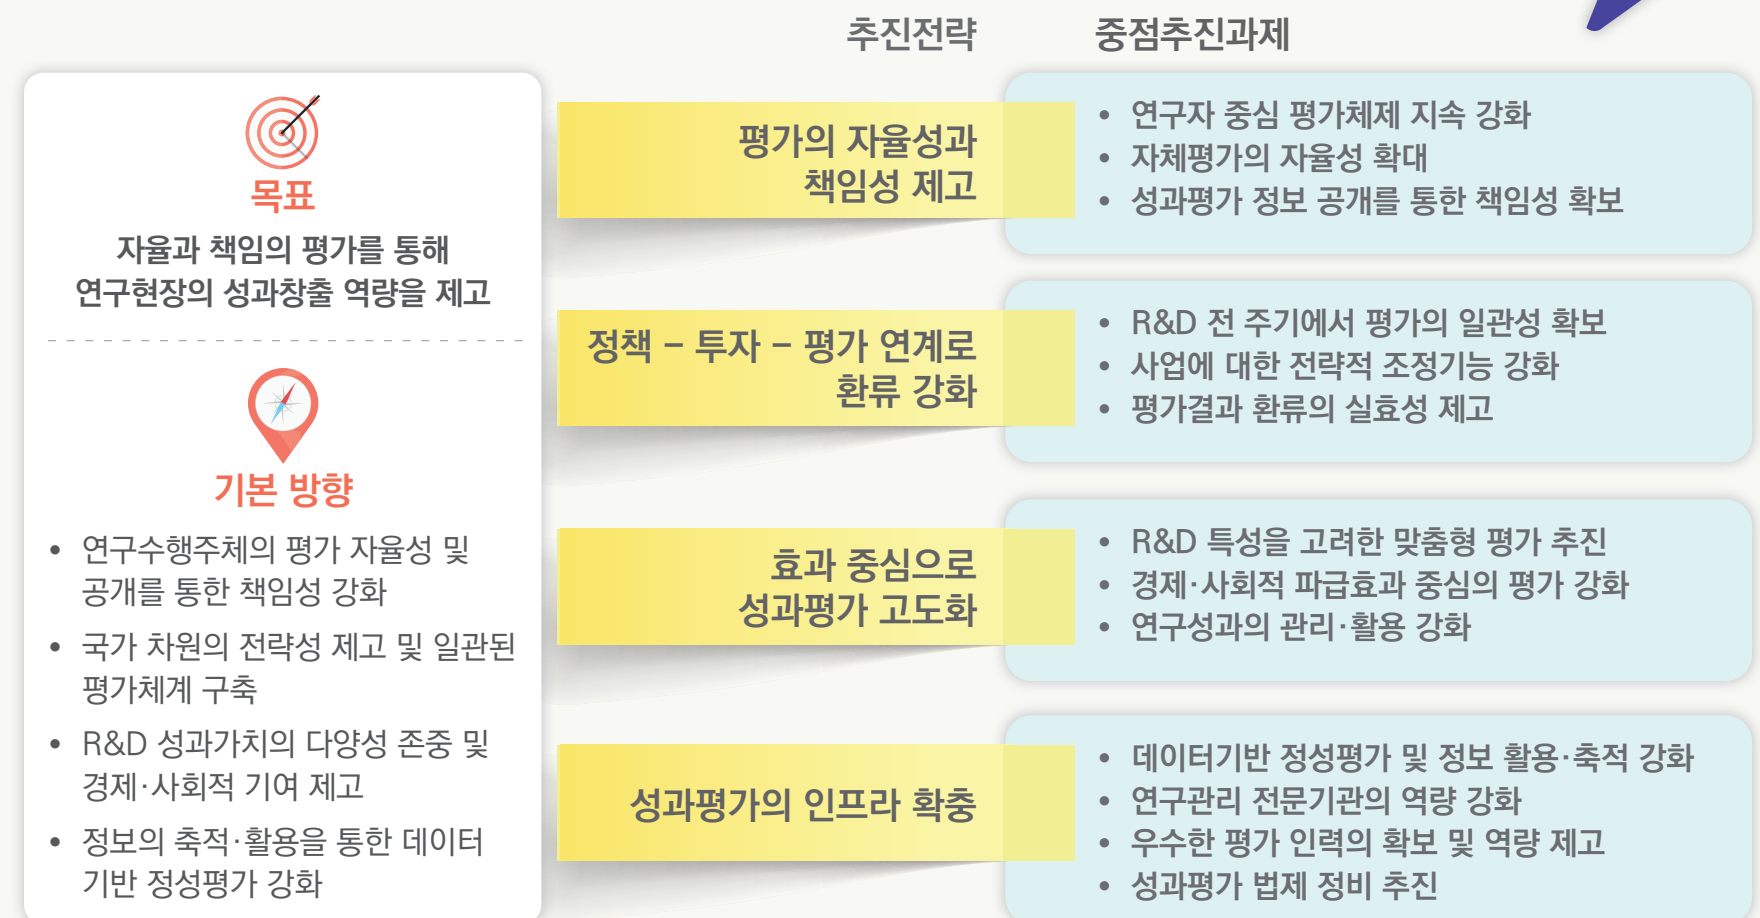 추진전략
중점추진과제
목표
자율과 책임의 평가를 통해
연구현장의 성과창출 역량을 제고
기본 방향
• 연구수행주체의 평가 자율성 및
공개를 통한 책임성 강화
• 국가 차원의 전략성 제고 및 일관된
평가체계 구축
• R&D 성과가치의 다양성 존중 및
경제·사회적 기여 제고
• 정보의 축적·활용을 통한 데이터
기반 정성평가 강화
평가의 자율성과
책임성 제고
• 연구자 중심 평가체제 지속 강화
• 자체평가의 자율성 확대
• 성과평가 정보 공개를 통한 책임성 확보
정책 – 투자 – 평가 연계로
환류 강화
• R&D 전 주기에서 평가의 일관성 확보
• 사업에 대한 전략적 조정기능 강화
• 평가결과 환류의 실효성 제고
효과 중심으로
성과평가 고도화
• R&D 특성을 고려한 맞춤형 평가 추진
• 경제·사회적 파급효과 중심의 평가 강화
• 연구성과의 관리·활용 강화
성과평가의 인프라 확충
• 데이터기반 정성평가 및 정보 활용·축적 강화
• 연구관리 전문기관의 역량 강화
• 우수한 평가 인력의 확보 및 역량 제고
• 성과평가 법제 정비 추진